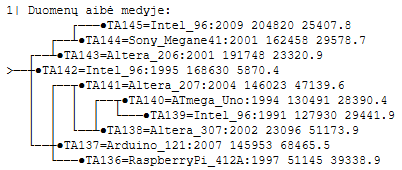 1| Duomenų aibė medyje:
TA145=Intel_96:2009 204820 25407.8
TA144=Sony_Megane41:2001 162458 29578.7
TA143=Altera_206:2001 191748 23320.9
>TA142=Intel_96:1995 168630 5870.4
TA141=Altera_207:2004 146023 47139.6
TA140=ATmega_Uno:1994 130491 28390.4
TA139=Intel_96:1991 127930 29441.9
TA138=Altera_307:2002 23096 51173.9
TA137=Arduino_121:2007 145953 68465.5
TA136=RaspberryPi_412A:1997 51145 39338.9